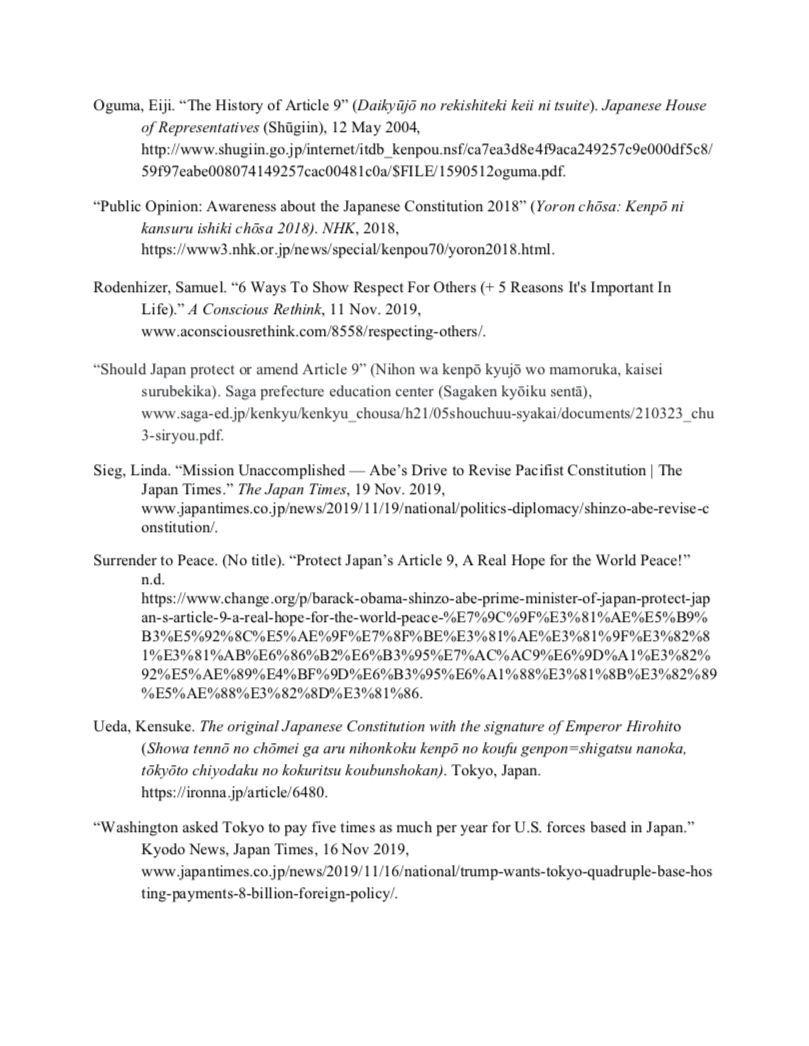 Oguma, Eiji. “The History of Article 9” (Daikyūjō no rekishiteki keii ni tsuite). Japanese House
of Representatives (Shūgiin), 12 May 2004,
http://www.shugiin.go.jp/internet/itdb_kenpou.nsf/ca7ea3d8e4f9aca249257c9e000df5c8/
59f97eabe008074149257cac00481c0a/$FILE/1590512oguma.pdf.
“Public Opinion: Awareness about the Japanese Constitution 2018” (Yoron chōsa: Kenpō ni
kansuru ishiki chōsa 2018). NHK, 2018,
https://www3.nhk.or.jp/news/special/kenpou70/yoron2018.html.
Rodenhizer, Samuel. “6 Ways To Show Respect For Others (+ 5 Reasons It's Important In
Life).” A Conscious Rethink, 11 Nov. 2019,
www.aconsciousrethink.com/8558/respecting-others/.
“Should Japan protect or amend Article 9” (Nihon wa kenpō kyujō wo mamoruka, kaisei
surubekika). Saga prefecture education center (Sagaken kyōiku sentā),
www.saga-ed.jp/kenkyu/kenkyu_chousa/h21/05shouchuu-syakai/documents/210323_chu
3-siryou.pdf.
Sieg, Linda. “Mission Unaccomplished — Abe’s Drive to Revise Pacifist Constitution | The
Japan Times.” The Japan Times, 19 Nov. 2019,
www.japantimes.co.jp/news/2019/11/19/national/politics-diplomacy/shinzo-abe-revise-c
onstitution/.
Surrender to Peace. (No title). “Protect Japan’s Article 9, A Real Hope for the World Peace!”
n.d.
https://www.change.org/p/barack-obama-shinzo-abe-prime-minister-of-japan-protect-jap
an-s-article-9-a-real-hope-for-the-world-peace-%E7%9C%9F%E3%81%AE%E5%B9%
B3%E5%92%8C%E5%AE%9F%E7%8F%BE%E3%81%AE%E3%81%9F%E3%82%8
1%E3%81%AB%E6%86%B2%E6%B3%95%E7%AC%AC9%E6%9D%A1%E3%82%
92%E5%AE%89%E4%BF%9D%E6%B3%95%E6%A1%88%E3%81%8B%E3%82%89
%E5%AE%88%E3%82%8D%E3%81%86.
Ueda, Kensuke. The original Japanese Constitution with the signature of Emperor Hirohito
(Showa tennō no chōmei ga aru nihonkoku kenpō no koufu genpon=shigatsu nanoka,
tōkyōto chiyodaku no kokuritsu koubunshokan). Tokyo, Japan.
https://ironna.jp/article/6480.
“Washington asked Tokyo to pay five times as much per year for U.S. forces based in Japan.”
Kyodo News, Japan Times, 16 Nov 2019,
www.japantimes.co.jp/news/2019/11/16/national/trump-wants-tokyo-quadruple-base-hos
ting-payments-8-billion-foreign-policy/.